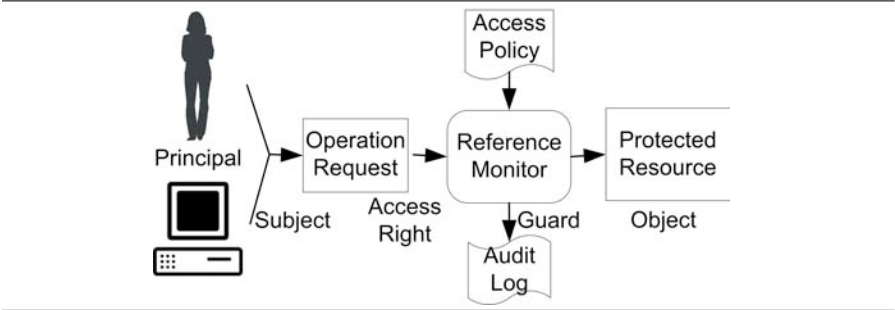 Access
Policy
Principal
Operation
Request
Reference
Monitor
Protected
Resource
Subject
Access
Right
Guard
Object
Audit
Log